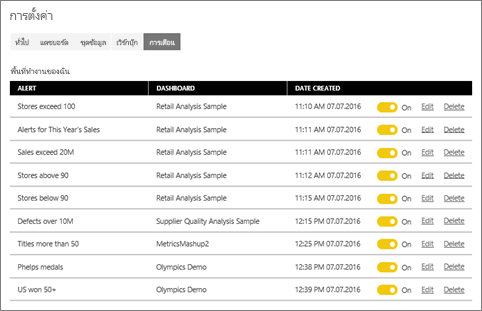 การตั้งค่า
ทั่วไป แดชบอร์ด ชุดข้อมูล เวิร์กบุ๊ก การเตือน
พื้นที่ทำงานของฉัน
ALERT DASHBOARD DATE CREATED
Stores exceed 100 Retail Analysis Sample 11:10 AM 07.07.2016 On Edit Delete
Alerts for This Year's Sales Retail Analysis Sample 11:11 AM 07.07.2016 On Edit Delete
Sales exceed 20M Retail Analysis Sample 11:11 AM 07.07.2016 On Edit Delete
Stores above 90 Retail Analysis Sample 11:12 AM 07.07.2016 On Edit Delete
Stores below 90 Retail Analysis Sample 11:15 AM 07.07.2016 On Edit Delete
Defects over 10M Supplier Quality Analysis Sample 12:15 PM 07.07.2016 On Edit Delete
Titles more than 50 MetricsMashup2 12:25 PM 07.07.2016 On Edit Delete
Phelps medals Olympics Demo 12:38 PM 07.07.2016 On Edit Delete
US won 50+ Olympics Demo 12:39 PM 07.07.2016 On Edit Delete